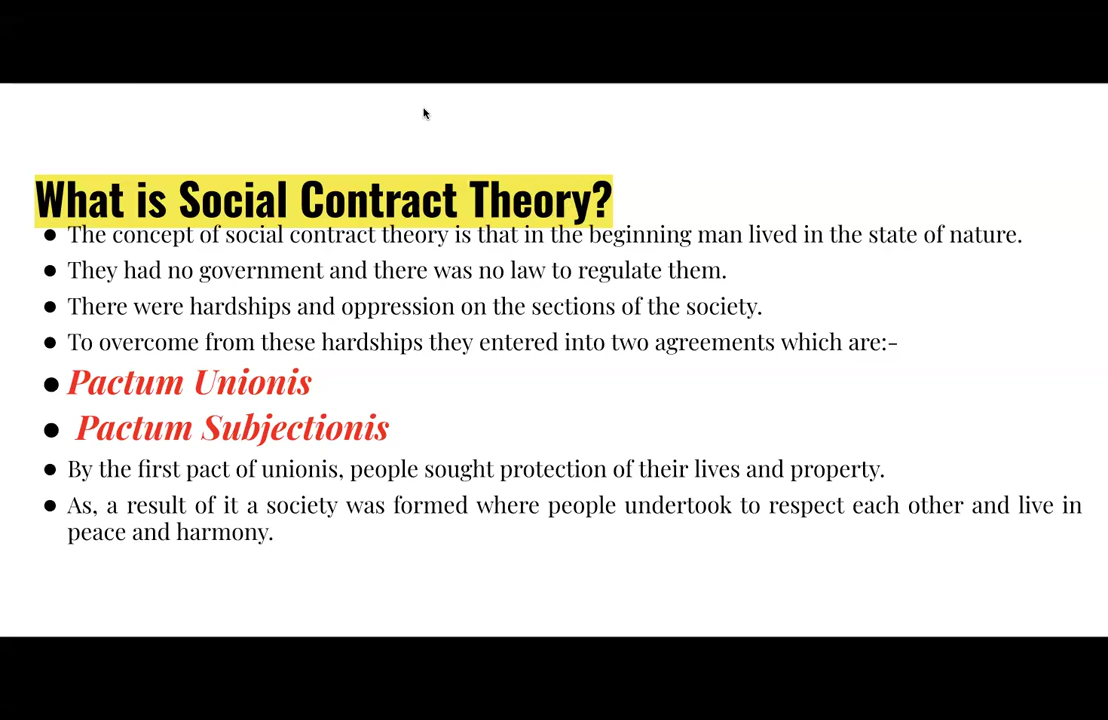 What is Social Contract Theory?
● The concept of social contract theory is that in the beginning man lived in the state of nature.
● They had no government and there was no law to regulate them.
● There were hardships and oppression on the sections of the society.
● To overcome from these hardships they entered into two agreements which are:-
● Pactum Unionis
● Pactum Subjectionis
● By the first pact of unionis, people sought protection of their lives and property.
● As, a result of it a society was formed where people undertook to respect each other and live in
peace and harmony.